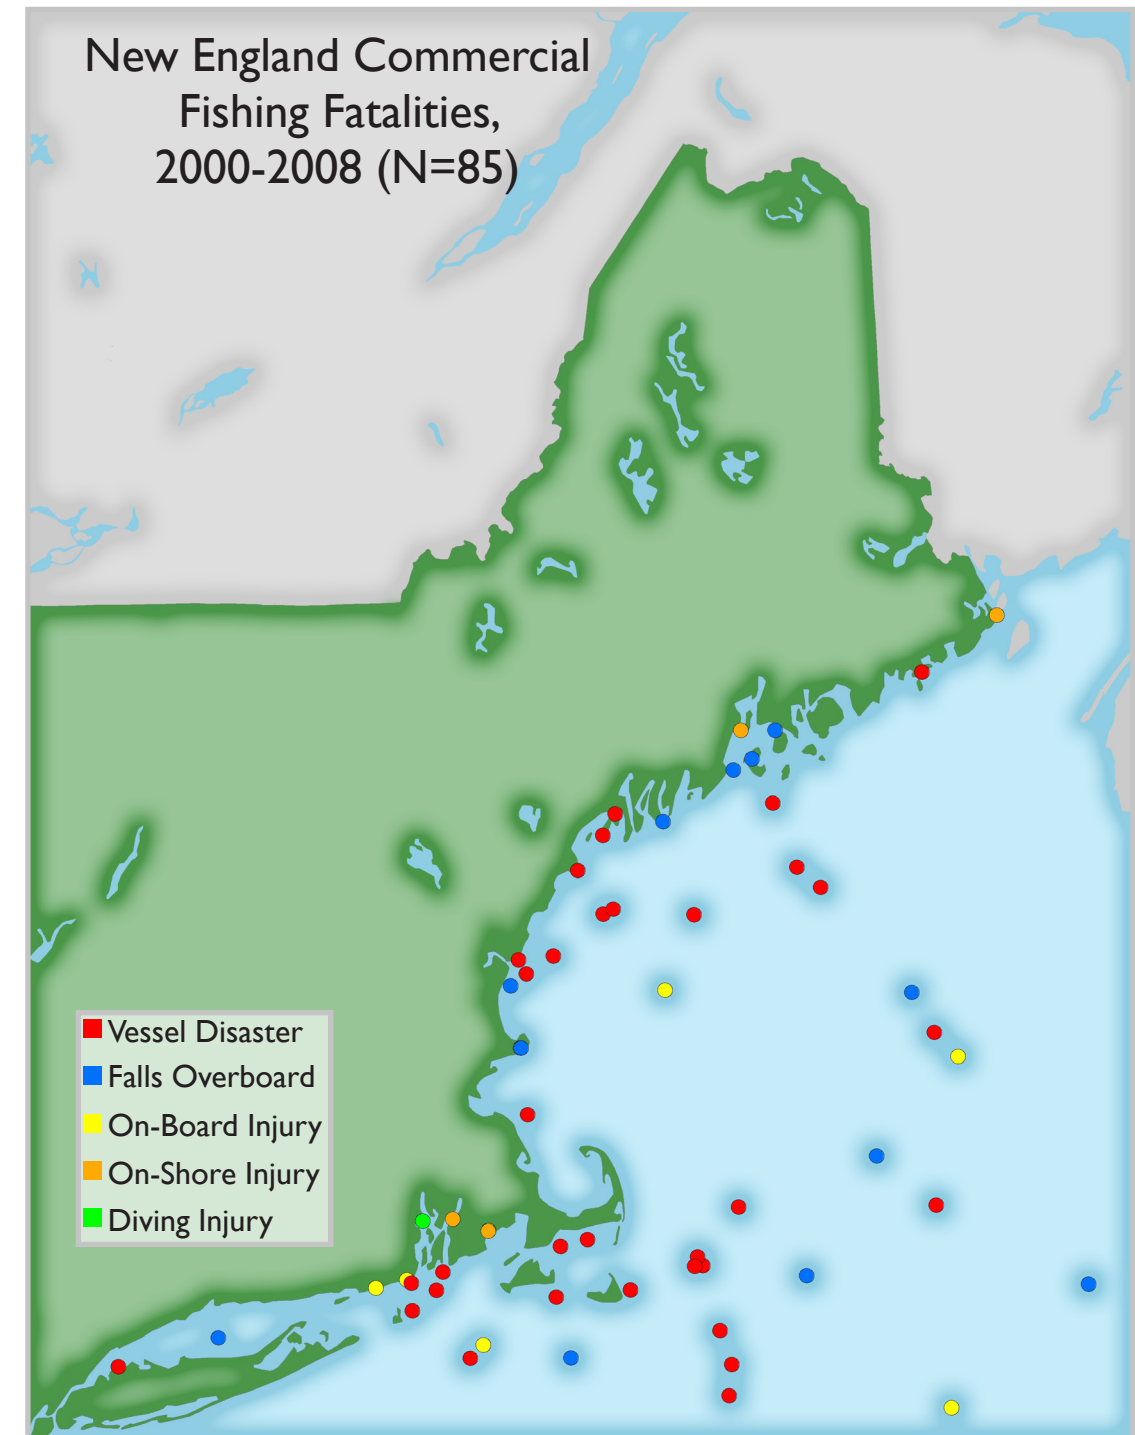 New England Commercial
Fishing Fatalities,
2000-2008 (N=85)
Vessel Disaster
Falls Overboard
On-Board Injury
On-Shore Injury
Diving Injury